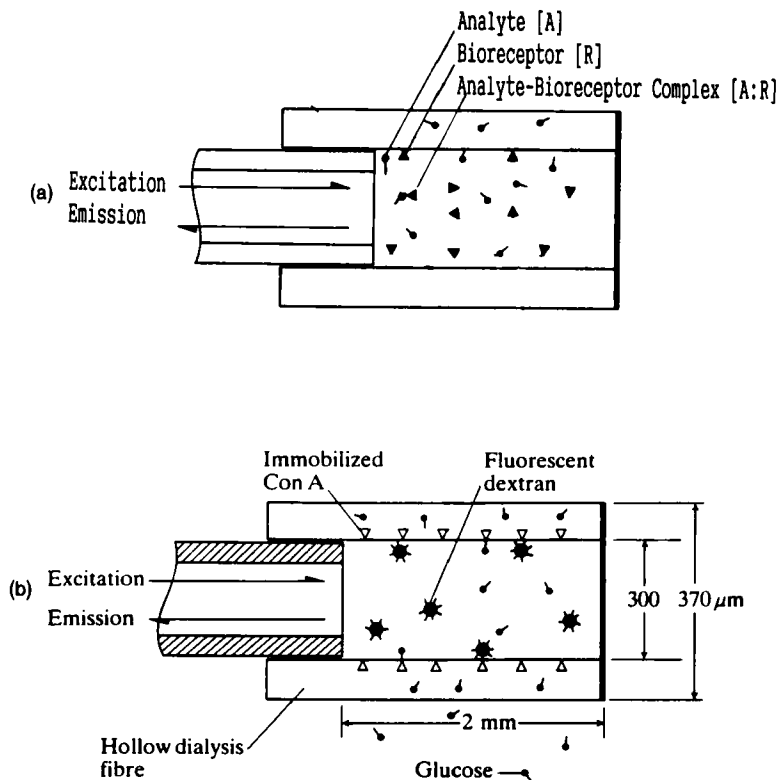 Analyte [A]
Bioreceptor [R]
Analyte-Bioreceptor Complex [A:R]
(a)
Excitation
Emission
Immobilized
Con A
Fluorescent
dextran
(b)
Excitation
Emission
300
370 μm
2 mm
Hollow dialysis
fibre
Glucose